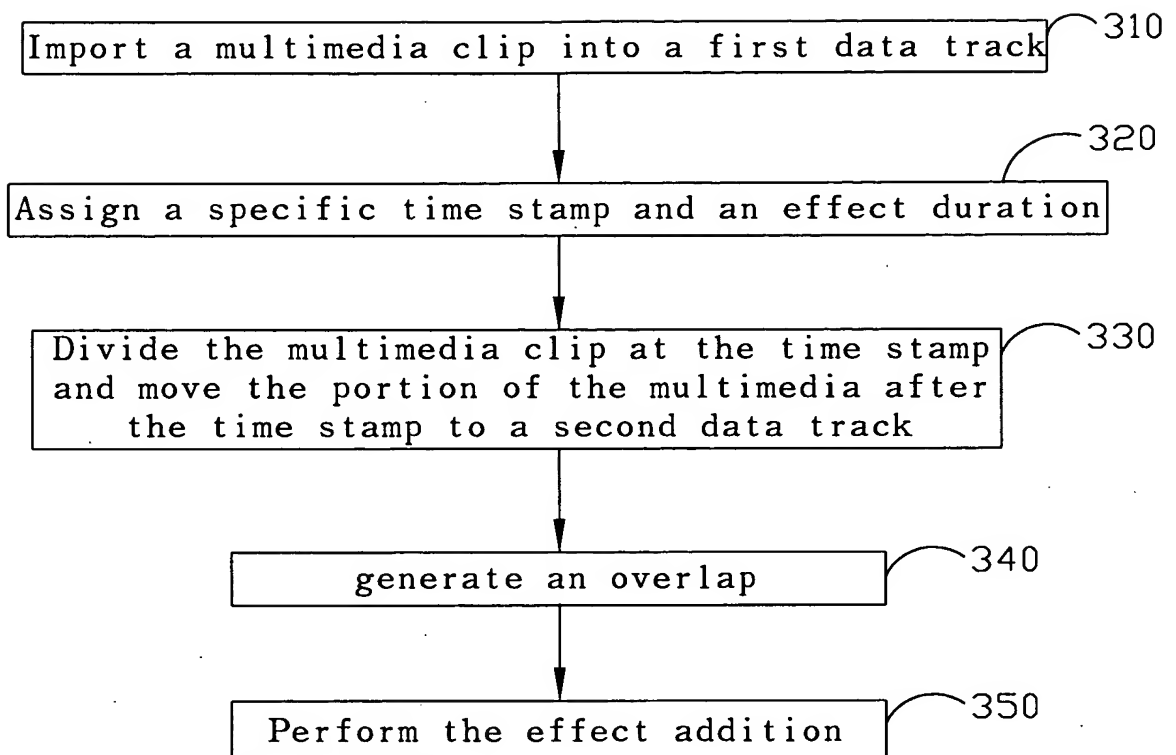 Import a multimedia clip into a first data track
310
Assign a specific time stamp and an effect duration
320
Divide the multimedia clip at the time stamp
and move the portion of the multimedia after
the time stamp to a second data track
330
generate an overlap
340
Perform the effect addition
350